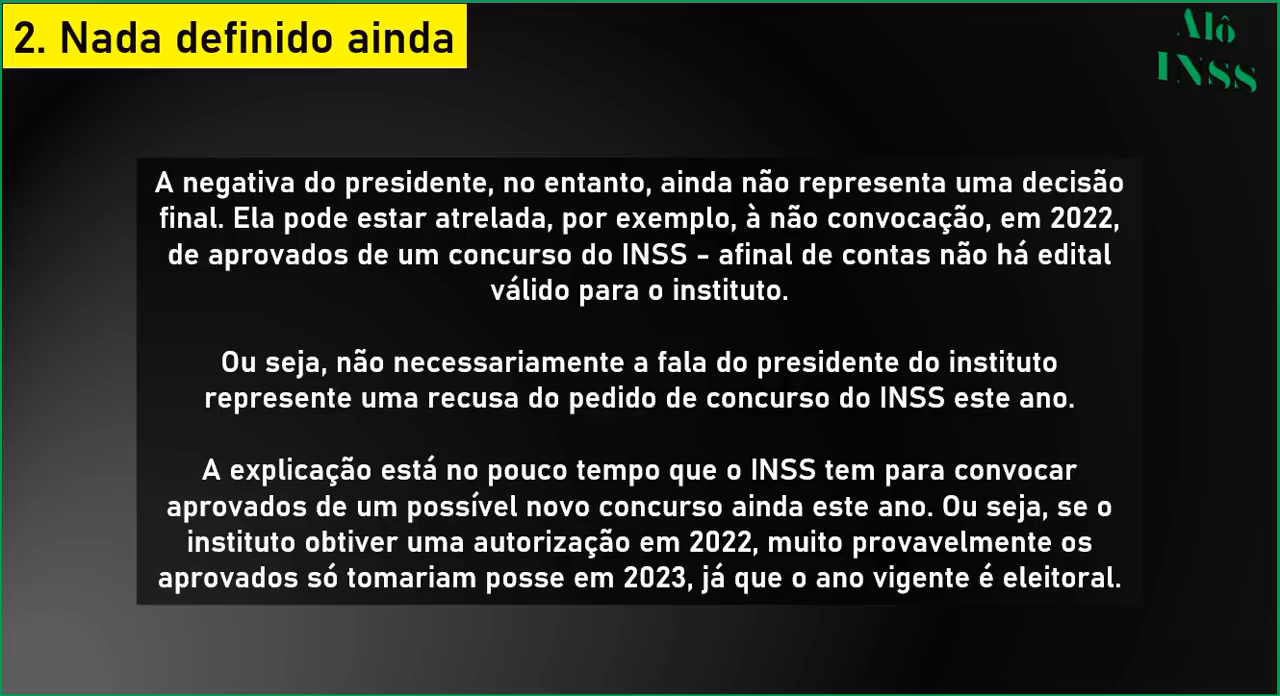 2. Nada definido ainda
Alô
INSS
A negativa do presidente, no entanto, ainda não representa uma decisão
final. Ela pode estar atrelada, por exemplo, à não convocação, em 2022,
de aprovados de um concurso do INSS - afinal de contas não há edital
válido para o instituto.
Ou seja, não necessariamente a fala do presidente do instituto
represente uma recusa do pedido de concurso do INSS este ano.
A explicação está no pouco tempo que o INSS tem para convocar
aprovados de um possível novo concurso ainda este ano. Ou seja, se o
instituto obtiver uma autorização em 2022, muito provavelmente os
aprovados só tomariam posse em 2023, já que o ano vigente é eleitoral.